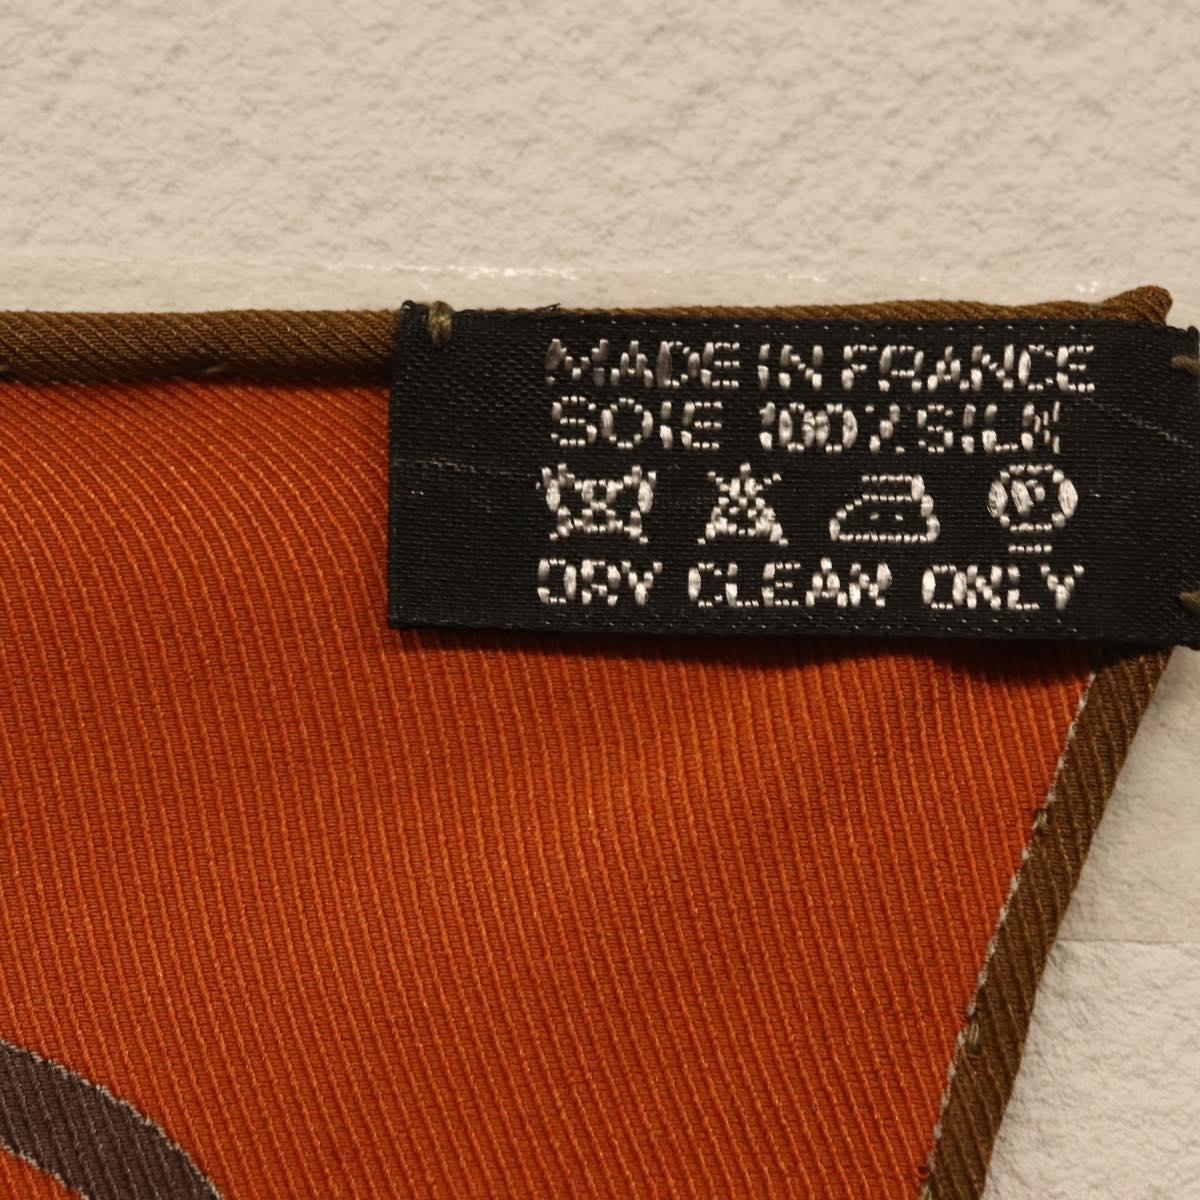 MADE IN FRANCE
SOIE 100% SILK
P
DRY CLEAN ONLY